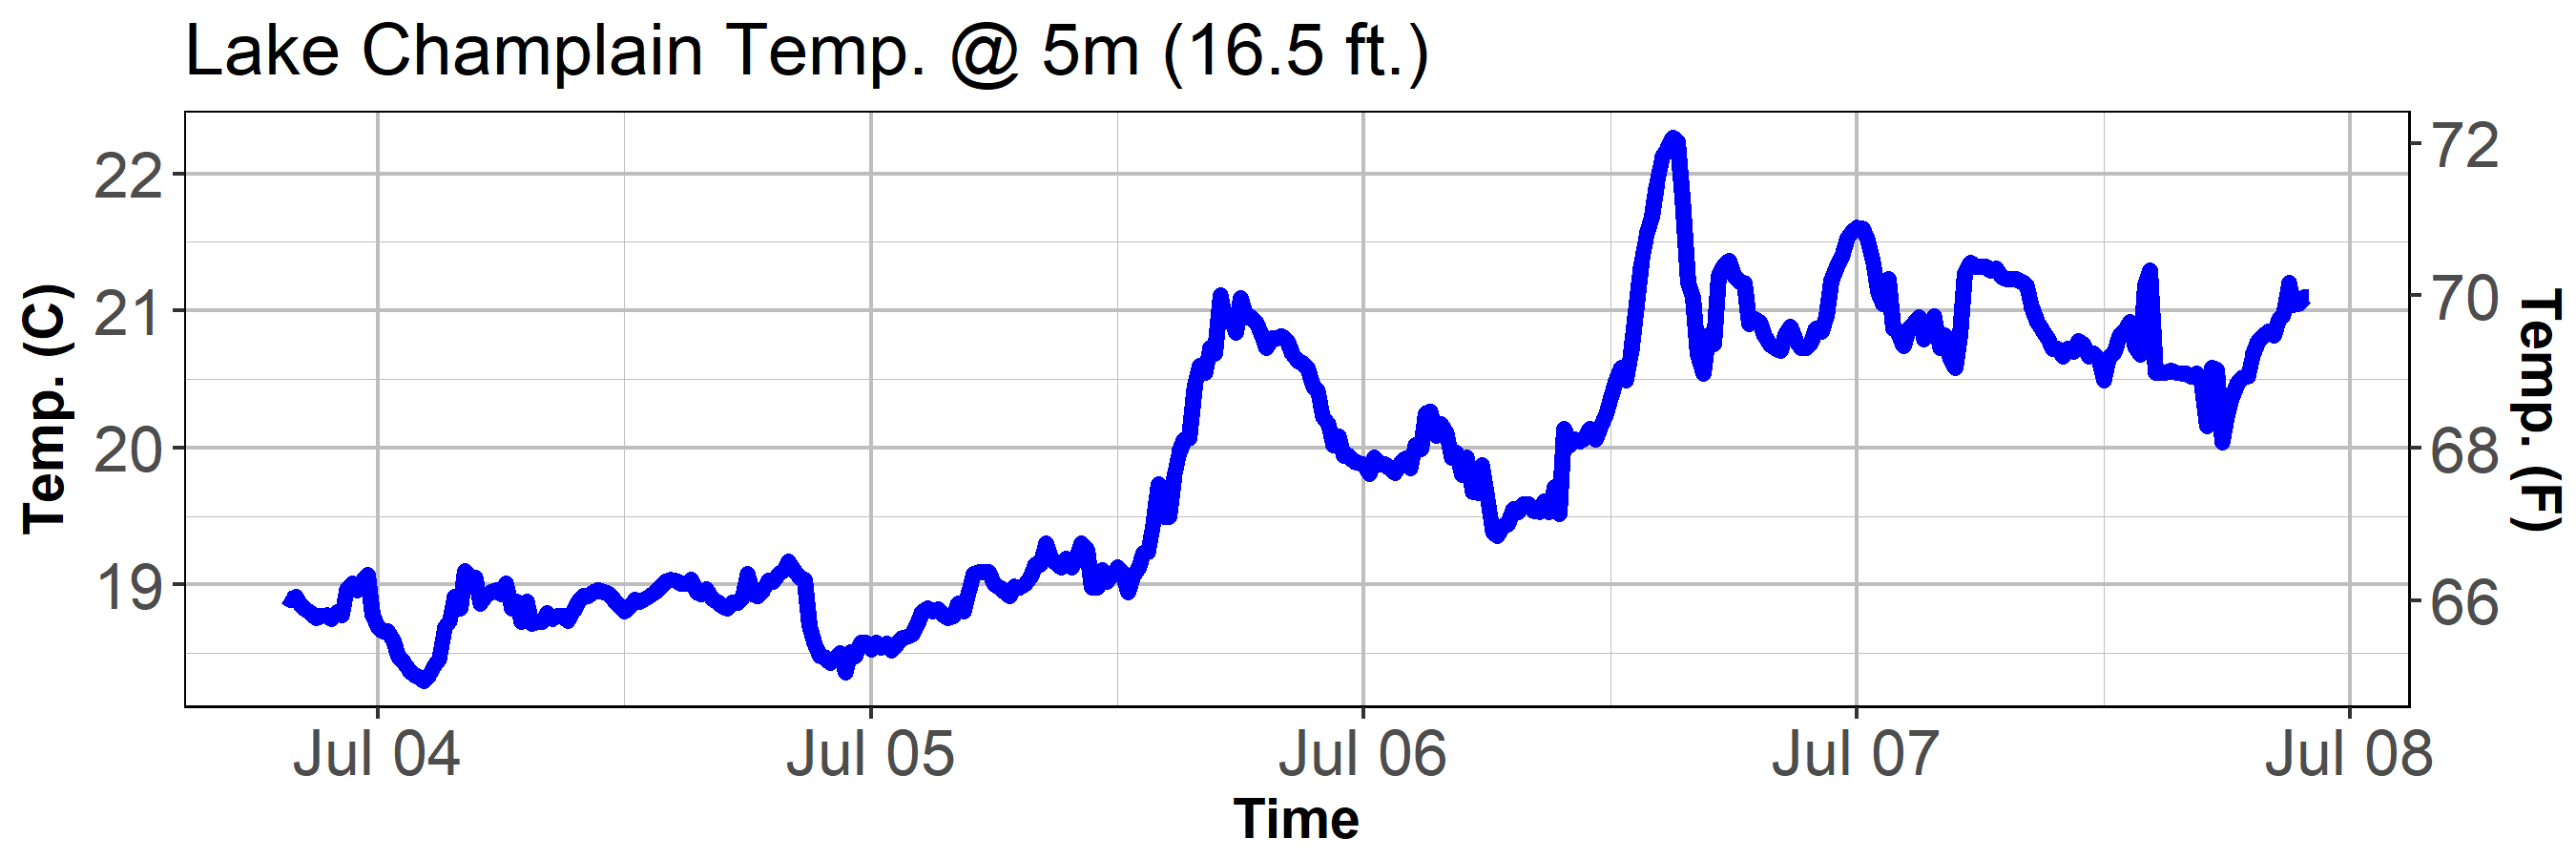 Lake Champlain Temp. @ 5m (16.5 ft.)
Temp. (C)
22
21
20
19
72
70
68
66
Temp. (F)
Jul 04 Jul 05 Jul 06 Jul 07 Jul 08
Time